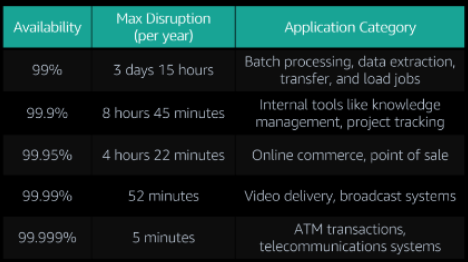 Availability
Max Disruption
(per year)
Application Category
99%
3 days 15 hours
Batch processing, data extraction,
transfer, and load jobs
99.9%
8 hours 45 minutes
Internal tools like knowledge
management, project tracking
99.95%
4 hours 22 minutes
Online commerce, point of sale
99.99%
52 minutes
Video delivery, broadcast systems
99.999%
5 minutes
ATM transactions,
telecommunications systems